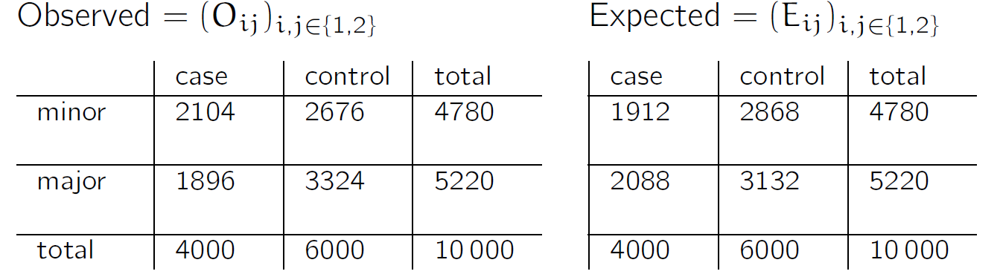 Observed = (O_{ij})_{i,j∈{1,2}} Expected = (E_{ij})_{i,j∈{1,2}}
case control total case control total
minor 2104 2676 4780 1912 2868 4780
major 1896 3324 5220 2088 3132 5220
total 4000 6000 10 000 4000 6000 10 000